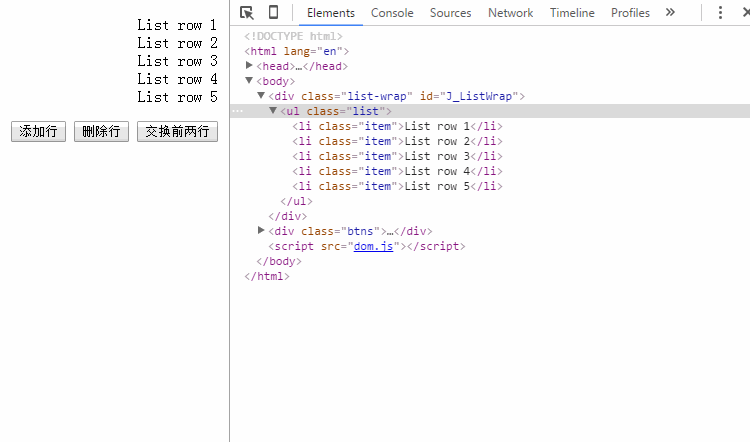 List row 1
List row 2
List row 3
List row 4
List row 5
添加行 删除行 交换前两行
Elements Console Sources Network Timeline Profiles »
<!DOCTYPE html>
<html lang="en">
<head>…</head>
<body>
<div class="list-wrap" id="J_ListWrap">
<ul class="list">
<li class="item">List row 1</li>
<li class="item">List row 2</li>
<li class="item">List row 3</li>
<li class="item">List row 4</li>
<li class="item">List row 5</li>
</ul>
</div>
<div class="btns">…</div>
<script src="dom.js"></script>
</body>
</html>